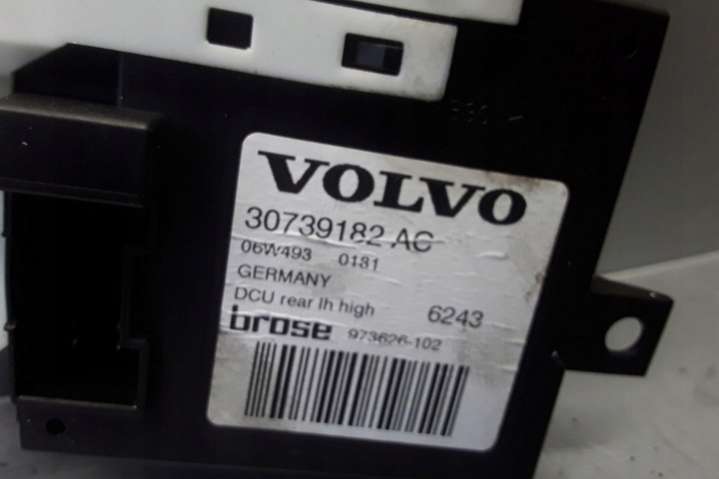 VOLVO
30739182 AC
06W493 0181
GERMANY
DCU rear lh high 6243
brose 973626-102